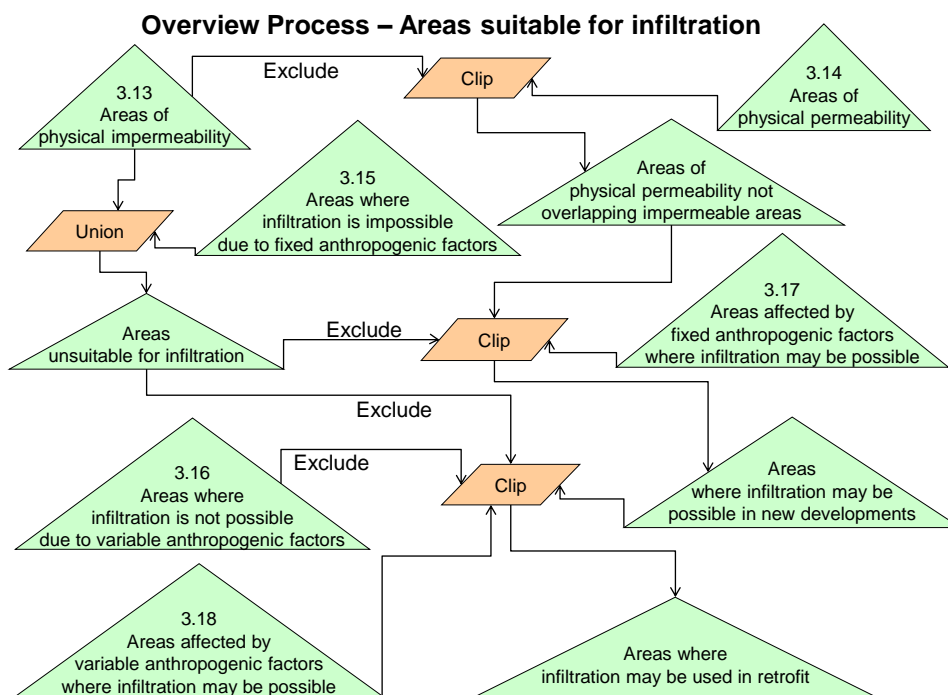 Overview Process – Areas suitable for infiltration
Exclude
Clip
3.13
Areas of
physical impermeability
3.14
Areas of
physical permeability
3.15
Areas where
infiltration is impossible
due to fixed anthropogenic factors
Areas of
physical permeability not
overlapping impermeable areas
Union
3.17
Areas affected by
fixed anthropogenic factors
where infiltration may be possible
Areas
unsuitable for infiltration
Exclude
Clip
Exclude
3.16
Areas where
infiltration is not possible
due to variable anthropogenic factors
Exclude
Clip
Areas
where infiltration may be
possible in new developments
3.18
Areas affected by
variable anthropogenic factors
where infiltration may be possible
Areas where
infiltration may be used in retrofit